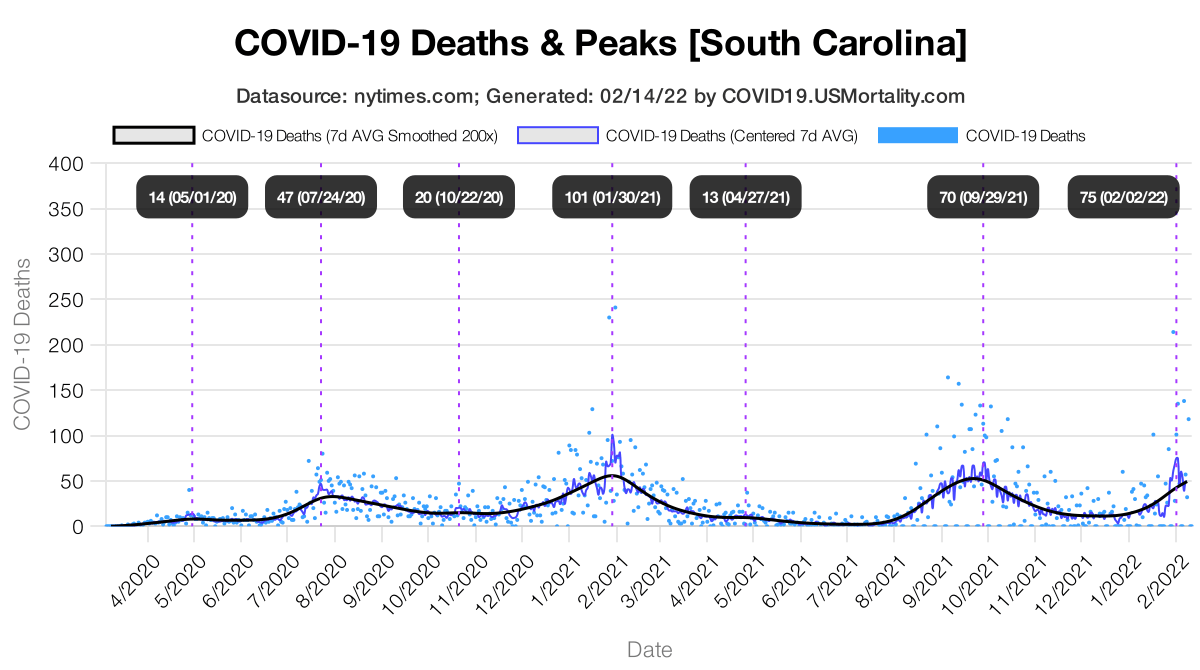 COVID-19 Deaths & Peaks [South Carolina]
Datasource: nytimes.com; Generated: 02/14/22 by COVID19.USMortality.com
COVID-19 Deaths (7d AVG Smoothed 200x) COVID-19 Deaths (Centered 7d AVG) COVID-19 Deaths
400
350
300
250
200
150
100
50
0
COVID-19 Deaths
14 (05/01/20) 47 (07/24/20) 20 (10/22/20) 101 (01/30/21) 13 (04/27/21) 70 (09/29/21) 75 (02/02/22)
4/2020 5/2020 6/2020 7/2020 8/2020 9/2020 10/2020 11/2020 12/2020 1/2021 2/2021 3/2021 4/2021 5/2021 6/2021 7/2021 8/2021 9/2021 10/2021 11/2021 12/2021 1/2022 2/2022
Date